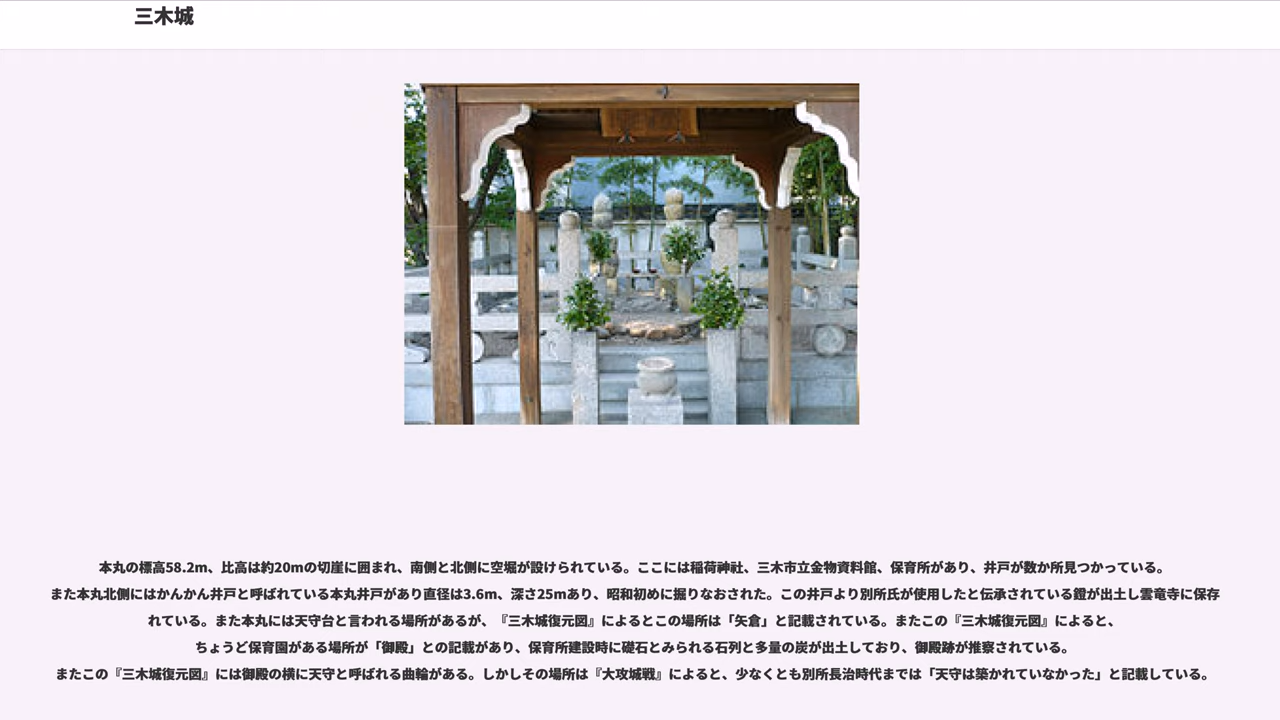 三木城
本丸の標高58.2m、比高は約20mの切崖に囲まれ、南側と北側に空堀が設けられている。ここには稲荷神社、三木市立金物資料館、保育所があり、井戸が数か所見つかっている。
また本丸北側にはかんかん井戸と呼ばれている本丸井戸があり直径は3.6m、深さ25mあり、昭和初めに掘りなおされた。この井戸より別所氏が使用したと伝承されている鐙が出土し雲竜寺に保存
れている。また本丸には天守台と言われる場所があるが、『三木城復元図』によるとこの場所は「矢倉」と記載されている。またこの『三木城復元図』によると、
ちょうど保育園がある場所が「御殿」との記載があり、保育所建設時に礎石とみられる石列と多量の炭が出土しており、御殿跡が推察されている。
またこの『三木城復元図』には御殿の横に天守と呼ばれる曲輪がある。しかしその場所は『大攻城戦』によると、少なくとも別所長治時代までは「天守は築かれていなかった」と記載している。